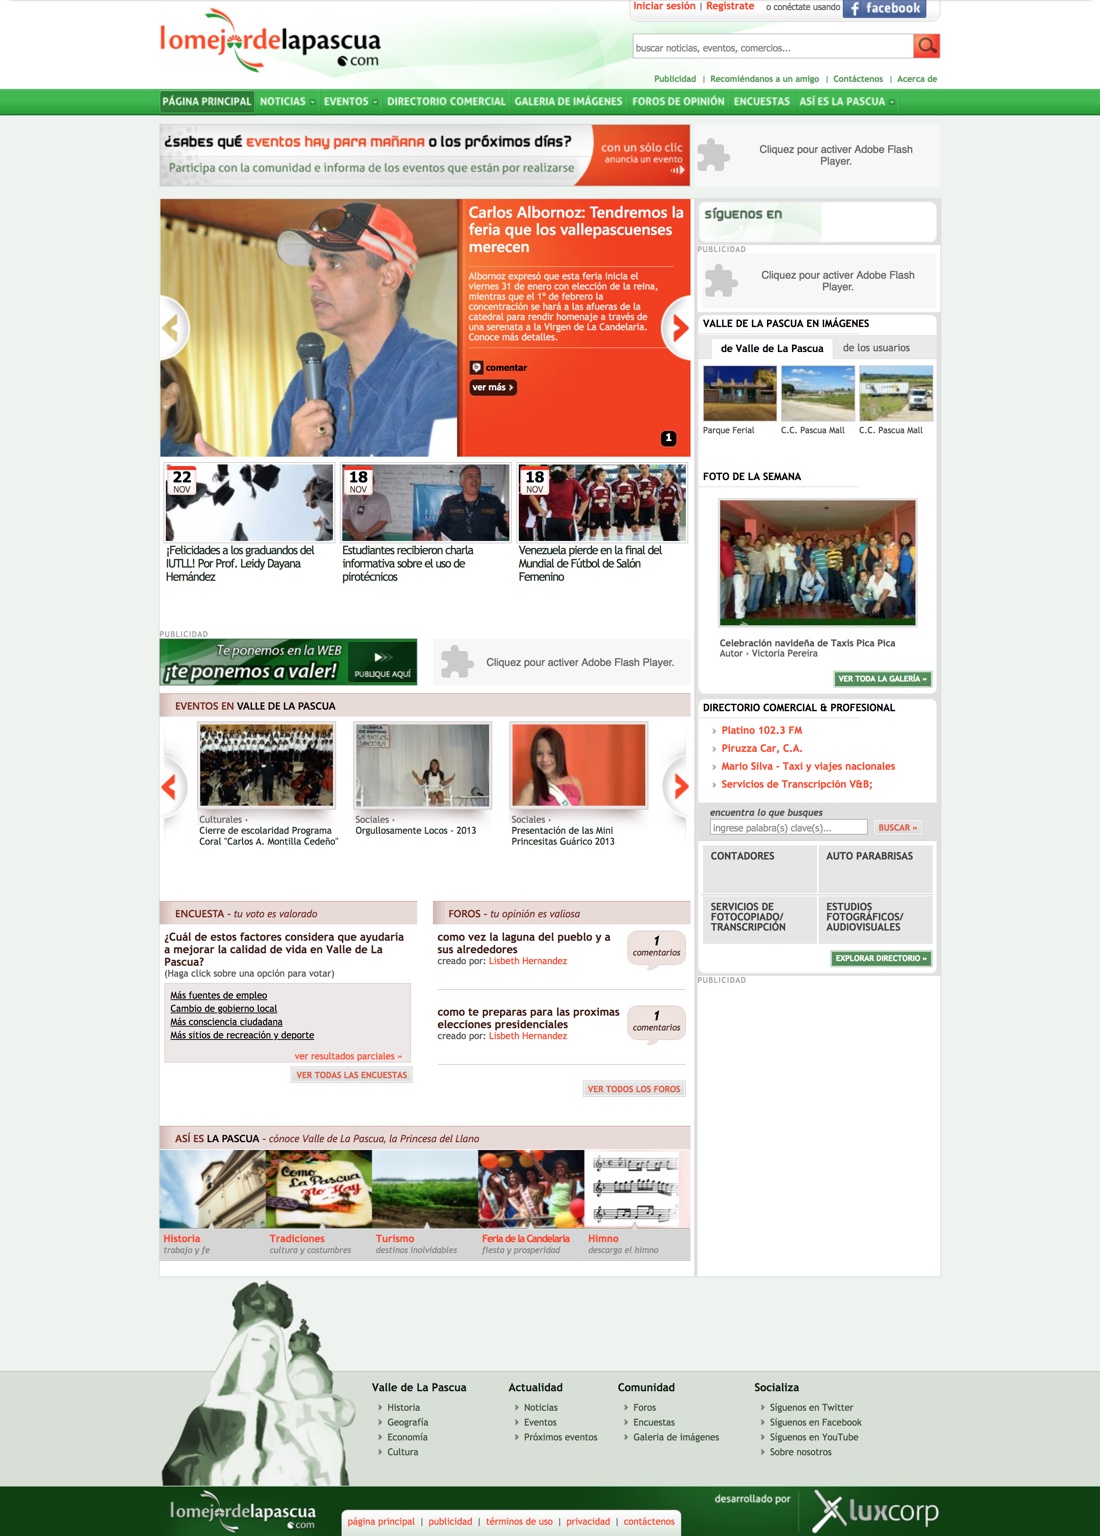 Iniciar sesión | Regístrate o conéctate usando facebook
lomejordelapascua
.com
buscar noticias, eventos, comercios...
Publicidad | Recomiéndanos a un amigo | Contáctenos | Acerca de
PÁGINA PRINCIPAL NOTICIAS EVENTOS DIRECTORIO COMERCIAL GALERIA DE IMÁGENES FOROS DE OPINIÓN ENCUESTAS ASÍ ES LA PASCUA
¿sabes qué eventos hay para mañana o los próximos días?
Participa con la comunidad e informa de los eventos que están por realizarse
con un sólo clic
anuncia un evento
Cliquez pour activer Adobe Flash
Player.
Carlos Albornoz: Tendremos la
feria que los vallepascuenses
merecen
Albornoz expresó que esta feria inicia el
viernes 31 de enero con elección de la reina,
mientras que el 1º de febrero la
concentración se hará a las afueras de la
catedral para rendir homenaje a través de
una serenata a la Virgen de La Candelaria.
Conoce más detalles.
comentar
ver más
1
22
NOV
¡Felicidades a los graduandos del
IUTLL! Por Prof. Leidy Dayana
Hernández
18
NOV
Estudiantes recibieron charla
informativa sobre el uso de
pirotécnicos
18
NOV
Venezuela pierde en la final del
Mundial de Fútbol de Salón
Femenino
PUBLICIDAD
Te ponemos en la WEB
¡te ponemos a valer!
PUBLIQUE AQUÍ
Cliquez pour activer Adobe Flash Player.
EVENTOS EN VALLE DE LA PASCUA
Culturales ›
Cierre de escolaridad Programa
Coral "Carlos A. Montilla Cedeño"
Sociales ›
Orgullosamente Locos - 2013
Sociales ›
Presentación de las Mini
Princesitas Guárico 2013
ENCUESTA - tu voto es valorado
¿Cuál de estos factores considera que ayudaría
a mejorar la calidad de vida en Valle de La
Pascua?
(Haga click sobre una opción para votar)
Más fuentes de empleo
Cambio de gobierno local
Más consciencia ciudadana
Más sitios de recreación y deporte
ver resultados parciales »
VER TODAS LAS ENCUESTAS
FOROS - tu opinión es valiosa
como vez la laguna del pueblo y a
sus alrededores
creado por: Lisbeth Hernandez
1
comentarios
como te preparas para las proximas
elecciones presidenciales
creado por: Lisbeth Hernandez
1
comentarios
VER TODOS LOS FOROS
ASÍ ES LA PASCUA - cónoce Valle de La Pascua, la Princesa del Llano
Como
La Pascua
No Hay
Historia
trabajo y fe
Tradiciones
cultura y costumbres
Turismo
destinos inolvidables
Feria de la Candelaria
fiesta y prosperidad
Himno
descarga el himno
síguenos en
PUBLICIDAD
Cliquez pour activer Adobe Flash
Player.
VALLE DE LA PASCUA EN IMÁGENES
de Valle de La Pascua de los usuarios
Parque Ferial
C.C. Pascua Mall
C.C. Pascua Mall
FOTO DE LA SEMANA
Celebración navideña de Taxis Pica Pica
Autor › Victoria Pereira
VER TODA LA GALERÍA »
DIRECTORIO COMERCIAL & PROFESIONAL
Platino 102.3 FM
Piruzza Car, C.A.
Mario Silva - Taxi y viajes nacionales
Servicios de Transcripción V&B;
encuentra lo que busques
ingrese palabra(s) clave(s)...
BUSCAR »
CONTADORES
AUTO PARABRISAS
SERVICIOS DE
FOTOCOPIADO/
TRANSCRIPCIÓN
ESTUDIOS
FOTOGRÁFICOS/
AUDIOVISUALES
EXPLORAR DIRECTORIO »
PUBLICIDAD
Valle de La Pascua
Historia
Geografía
Economía
Cultura
Actualidad
Noticias
Eventos
Próximos eventos
Comunidad
Foros
Encuestas
Galeria de imágenes
Socializa
Síguenos en Twitter
Síguenos en Facebook
Síguenos en YouTube
Sobre nosotros
lomejordelapascua
.com
página principal | publicidad | términos de uso | privacidad | contáctenos
desarrollado por
luxcorp